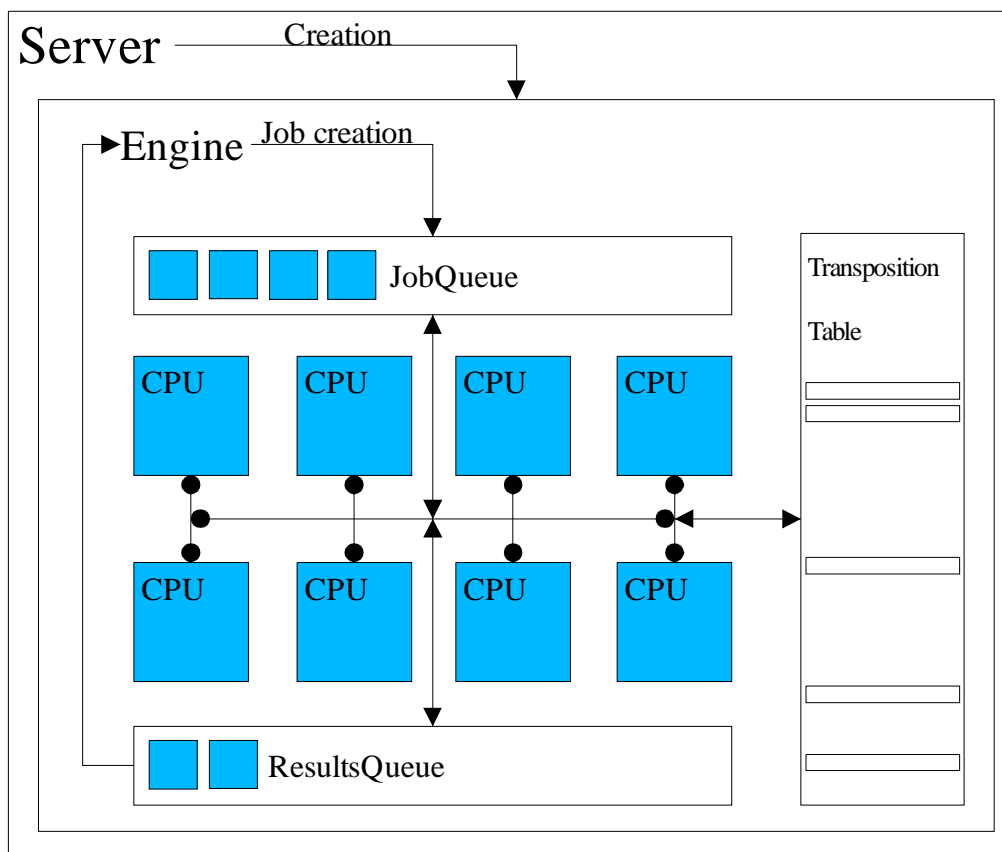 Server
Creation
Engine
Job creation
JobQueue
Transposition
Table
CPU
CPU
CPU
CPU
CPU
CPU
CPU
CPU
ResultsQueue